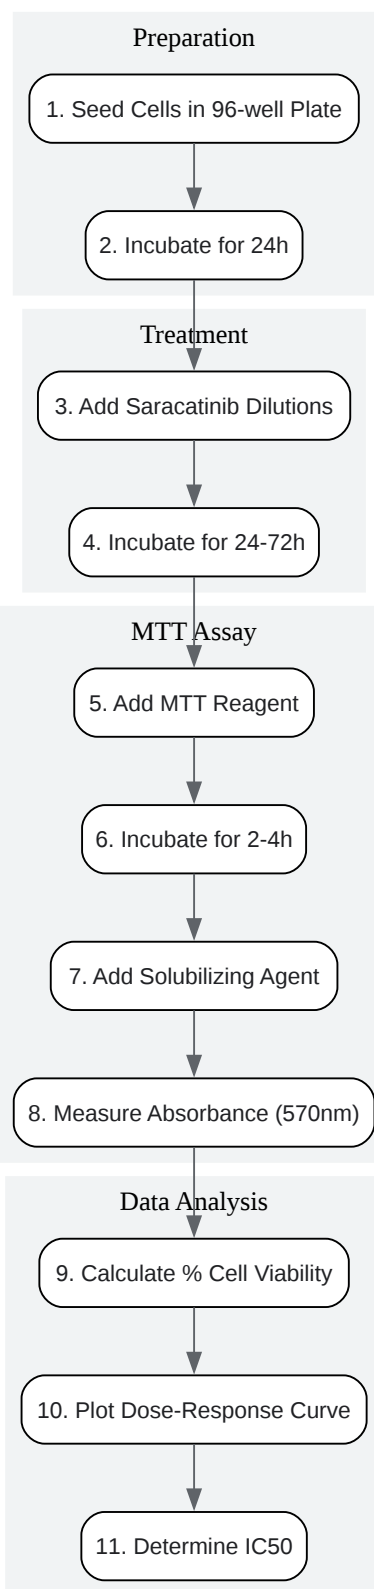 Preparation
1. Seed Cells in 96-well Plate
2. Incubate for 24h
Treatment
3. Add Saracatinib Dilutions
4. Incubate for 24-72h
MTT Assay
5. Add MTT Reagent
6. Incubate for 2-4h
7. Add Solubilizing Agent
8. Measure Absorbance (570nm)
Data Analysis
9. Calculate % Cell Viability
10. Plot Dose-Response Curve
11. Determine IC50